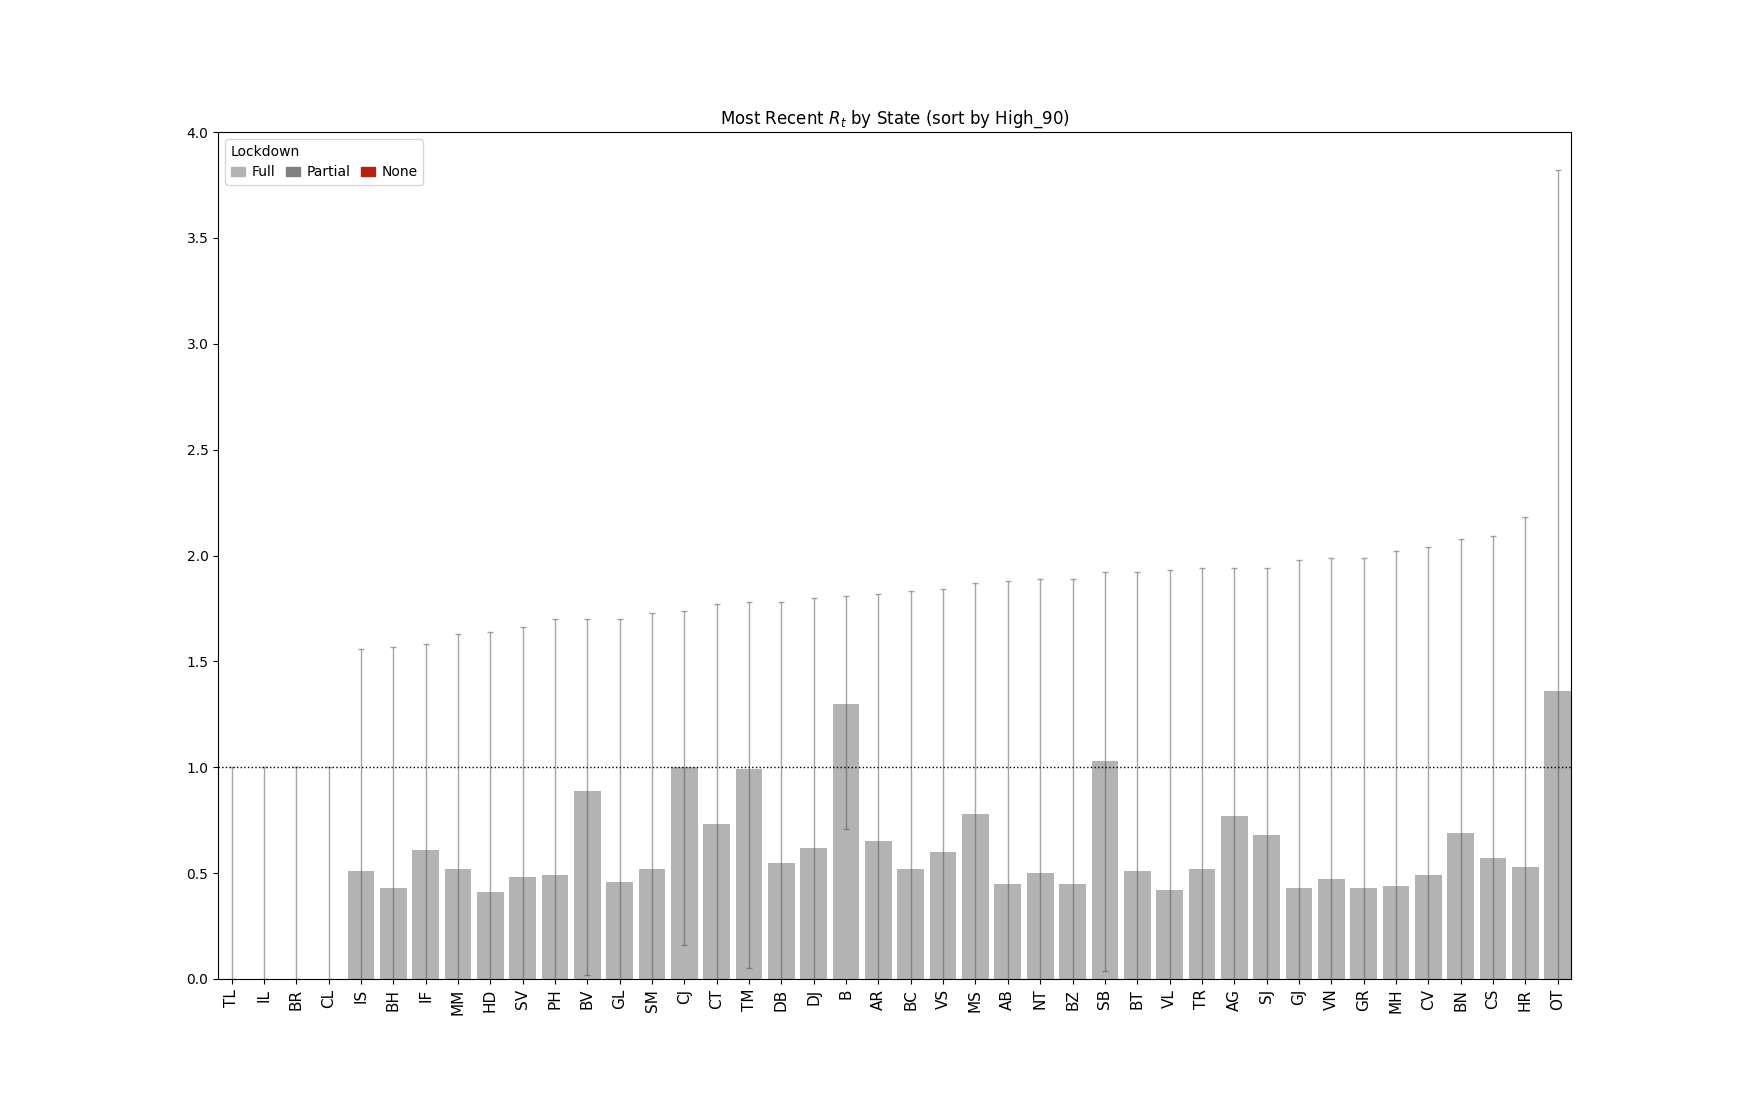 Most Recent Rt by State (sort by High_90)
4.0
Lockdown
Full Partial None
3.5
3.0
2.5
2.0
1.5
1.0
0.5
0.0
TL IL BR CL IS BH IF MM HD SV PH BV GL SM CJ CT TM DB DJ B AR BC VS MS AB NT BZ SB BT VL TR AG SJ GJ VN GR MH CV BN CS HR OT